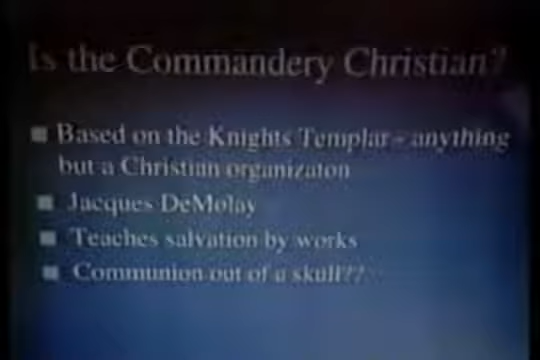 Is the Commandery Christian?
Based on the Knights Templar - anything
but a Christian organizaton
Jacques DeMolay
Teaches salvation by works
Communion out of a skull??